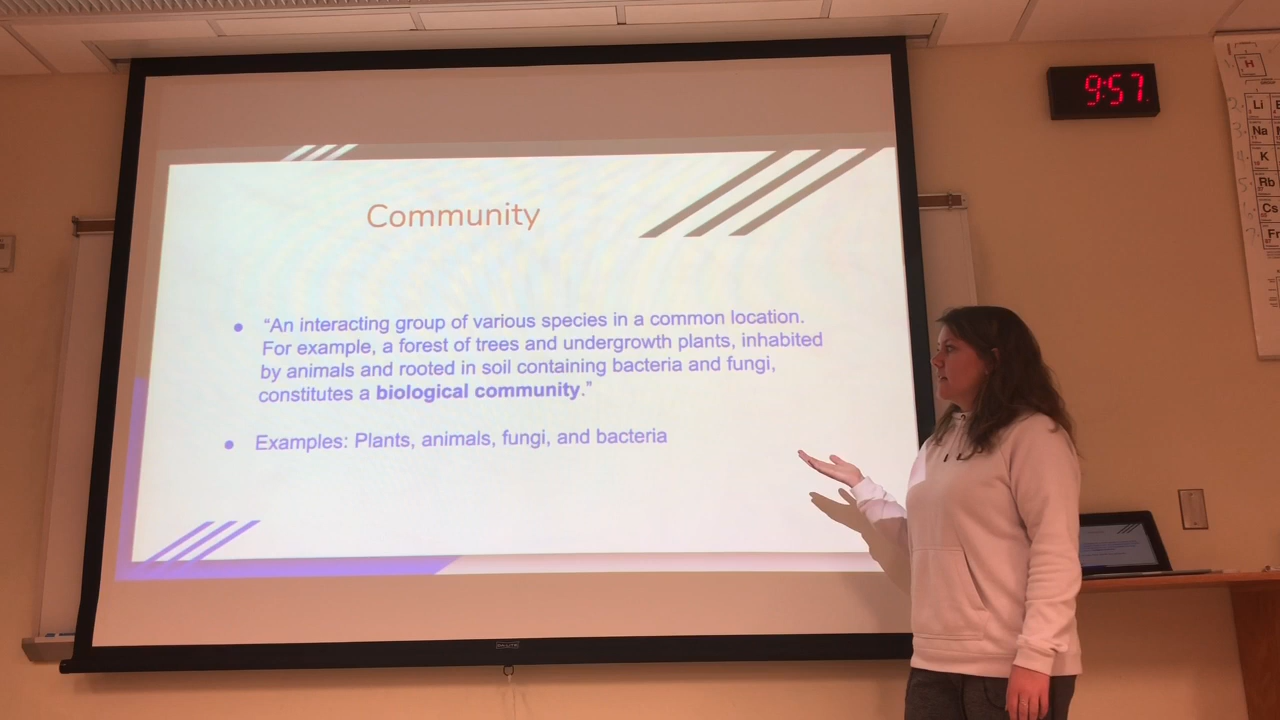 9:57
H
Li
Na
K
Rb
Cs
Fr
Community
● “An interacting group of various species in a common location.
For example, a forest of trees and undergrowth plants, inhabited
by animals and rooted in soil containing bacteria and fungi,
constitutes a biological community.”
● Examples: Plants, animals, fungi, and bacteria